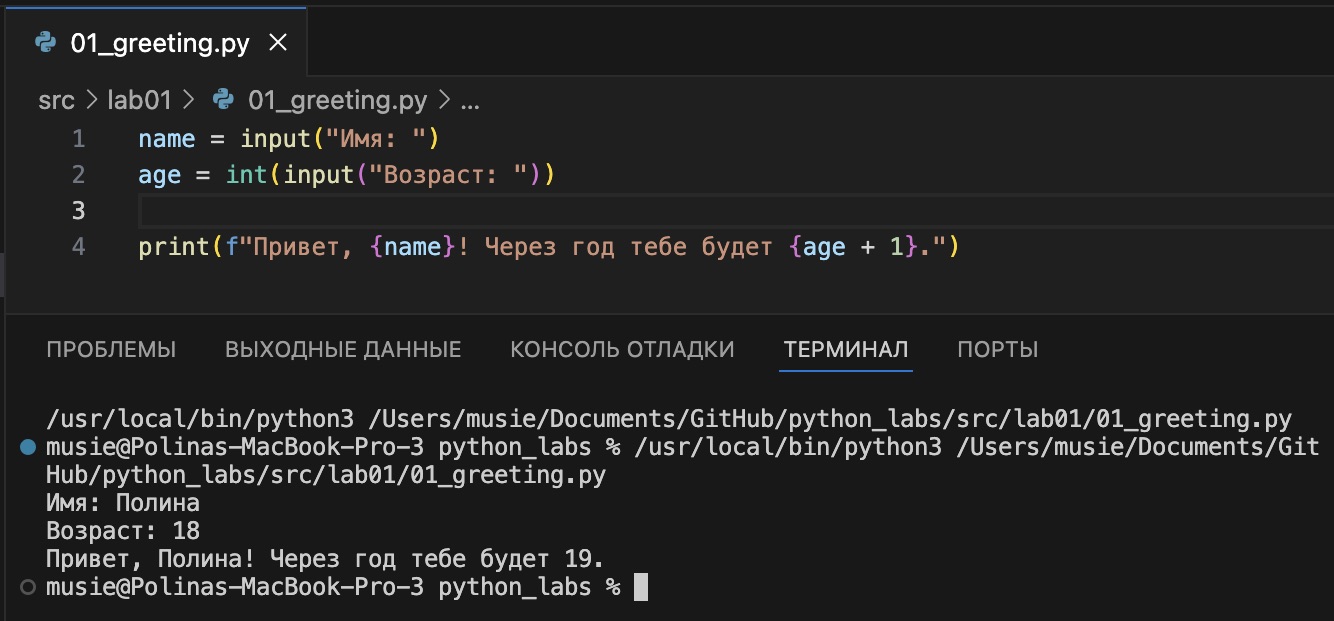 01_greeting.py
src > lab01 > 01_greeting.py > ...
1 name = input("Имя: ")
2 age = int(input("Возраст: "))
3
4 print(f"Привет, {name}! Через год тебе будет {age + 1}.")
ПРОБЛЕМЫ ВЫХОДНЫЕ ДАННЫЕ КОНСОЛЬ ОТЛАДКИ ТЕРМИНАЛ ПОРТЫ
/usr/local/bin/python3 /Users/musie/Documents/GitHub/python_labs/src/lab01/01_greeting.py
musie@Polinas-MacBook-Pro-3 python_labs % /usr/local/bin/python3 /Users/musie/Documents/Git
Hub/python_labs/src/lab01/01_greeting.py
Имя: Полина
Возраст: 18
Привет, Полина! Через год тебе будет 19.
musie@Polinas-MacBook-Pro-3 python_labs %